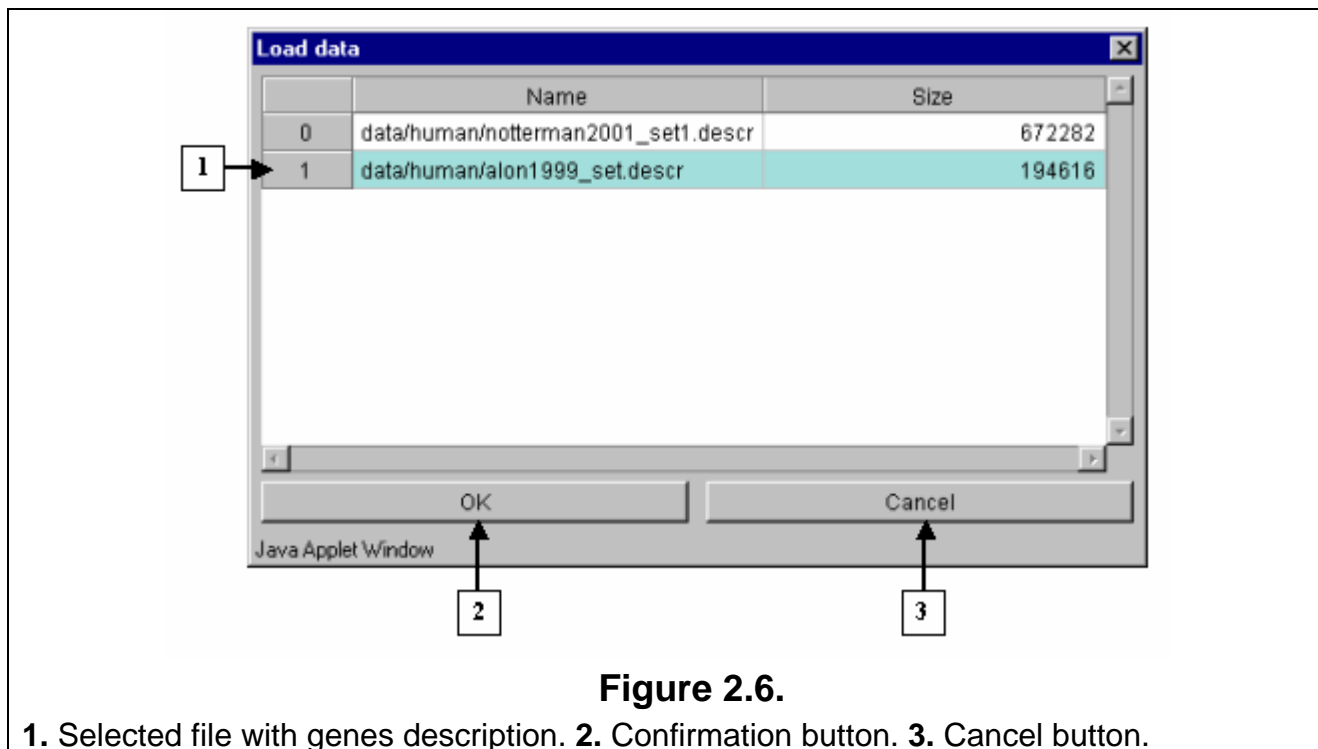 Load data
Name Size
0 data/human/notterman2001_set1.descr 672282
1 1 data/human/alon1999_set.descr 194616
OK Cancel
Java Applet Window
2 3
Figure 2.6.
1. Selected file with genes description. 2. Confirmation button. 3. Cancel button.